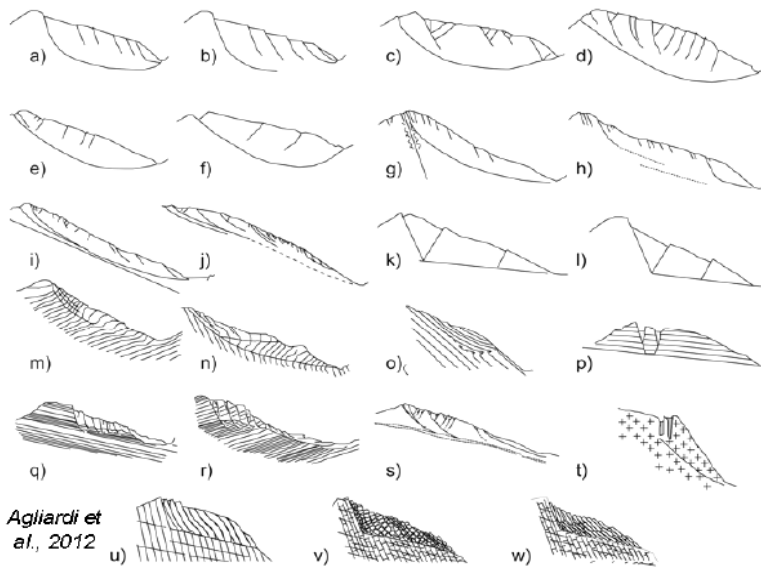 a) b) c) d)
e) f) g) h)
i) j) k) l)
m) n) o) p)
q) r) s) t)
Agliardi et
al., 2012
u) v) w)